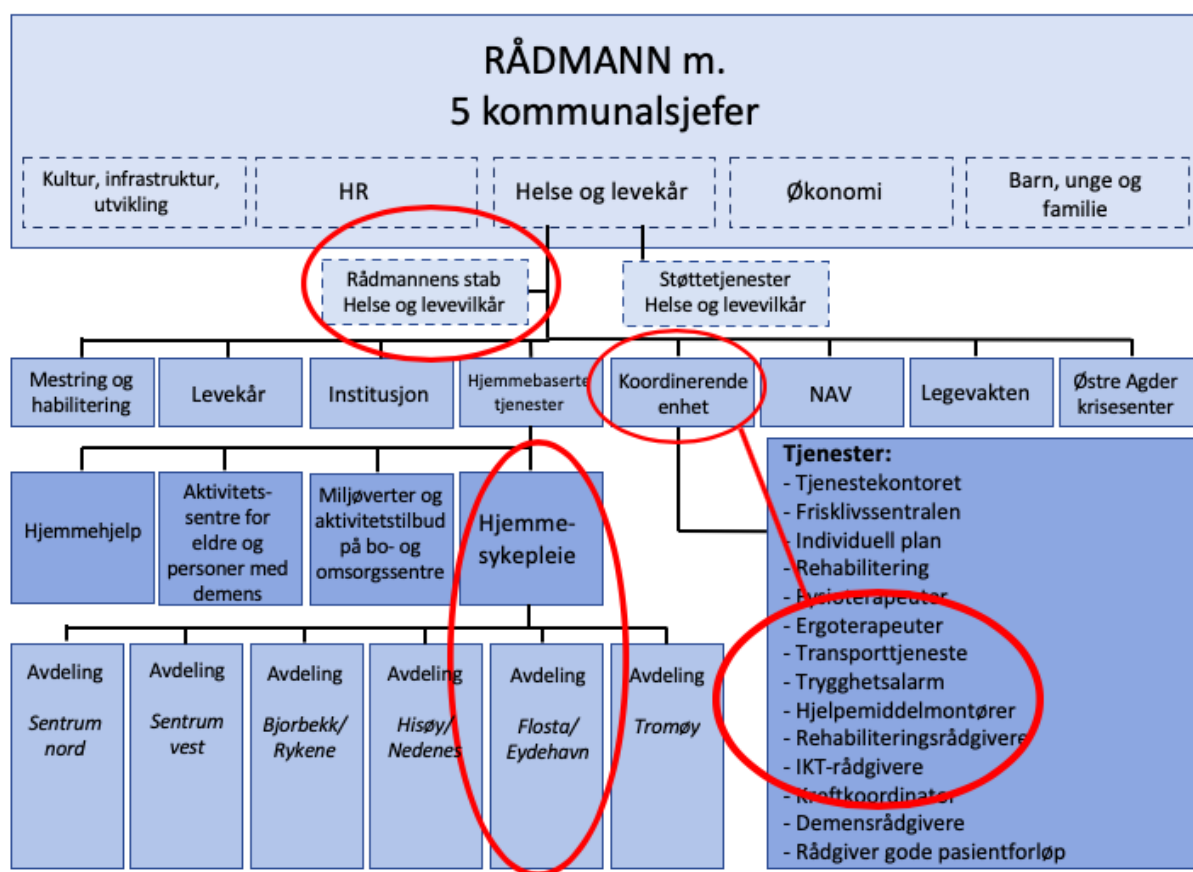 RÅDMANN m.
5 kommunalsjefer
Kultur, infrastruktur,
utvikling
HR
Helse og levekår
Økonomi
Barn, unge og
familie
Rådmannens stab
Helse og levevilkår
Støttetjenester
Helse og levevilkår
Mestring og
habilitering
Levekår
Institusjon
Hjemmebaserte
tjenester
Koordinerende
enhet
NAV
Legevakten
Østre Agder
krisesenter
Hjemmehjelp
Aktivitets-
sentre for
eldre og
personer med
demens
Miljøverter og
aktivitetstilbud
på bo- og
omsorgssentre
Hjemme-
sykepleie
Tjenester:
- Tjenestekontoret
- Frisklivssentralen
- Individuell plan
- Rehabilitering
- Fysioterapeuter
- Ergoterapeuter
- Transporttjeneste
- Trygghetsalarm
- Hjelpemiddelmontører
- Rehabiliteringsrådgivere
- IKT-rådgivere
- Kreftkoordinator
- Demensrådgivere
- Rådgiver gode pasientforløp
Avdeling
Sentrum
nord
Avdeling
Sentrum
vest
Avdeling
Bjorbekk/
Rykene
Avdeling
Hisøy/
Nedenes
Avdeling
Flosta/
Eydehavn
Avdeling
Tromøy